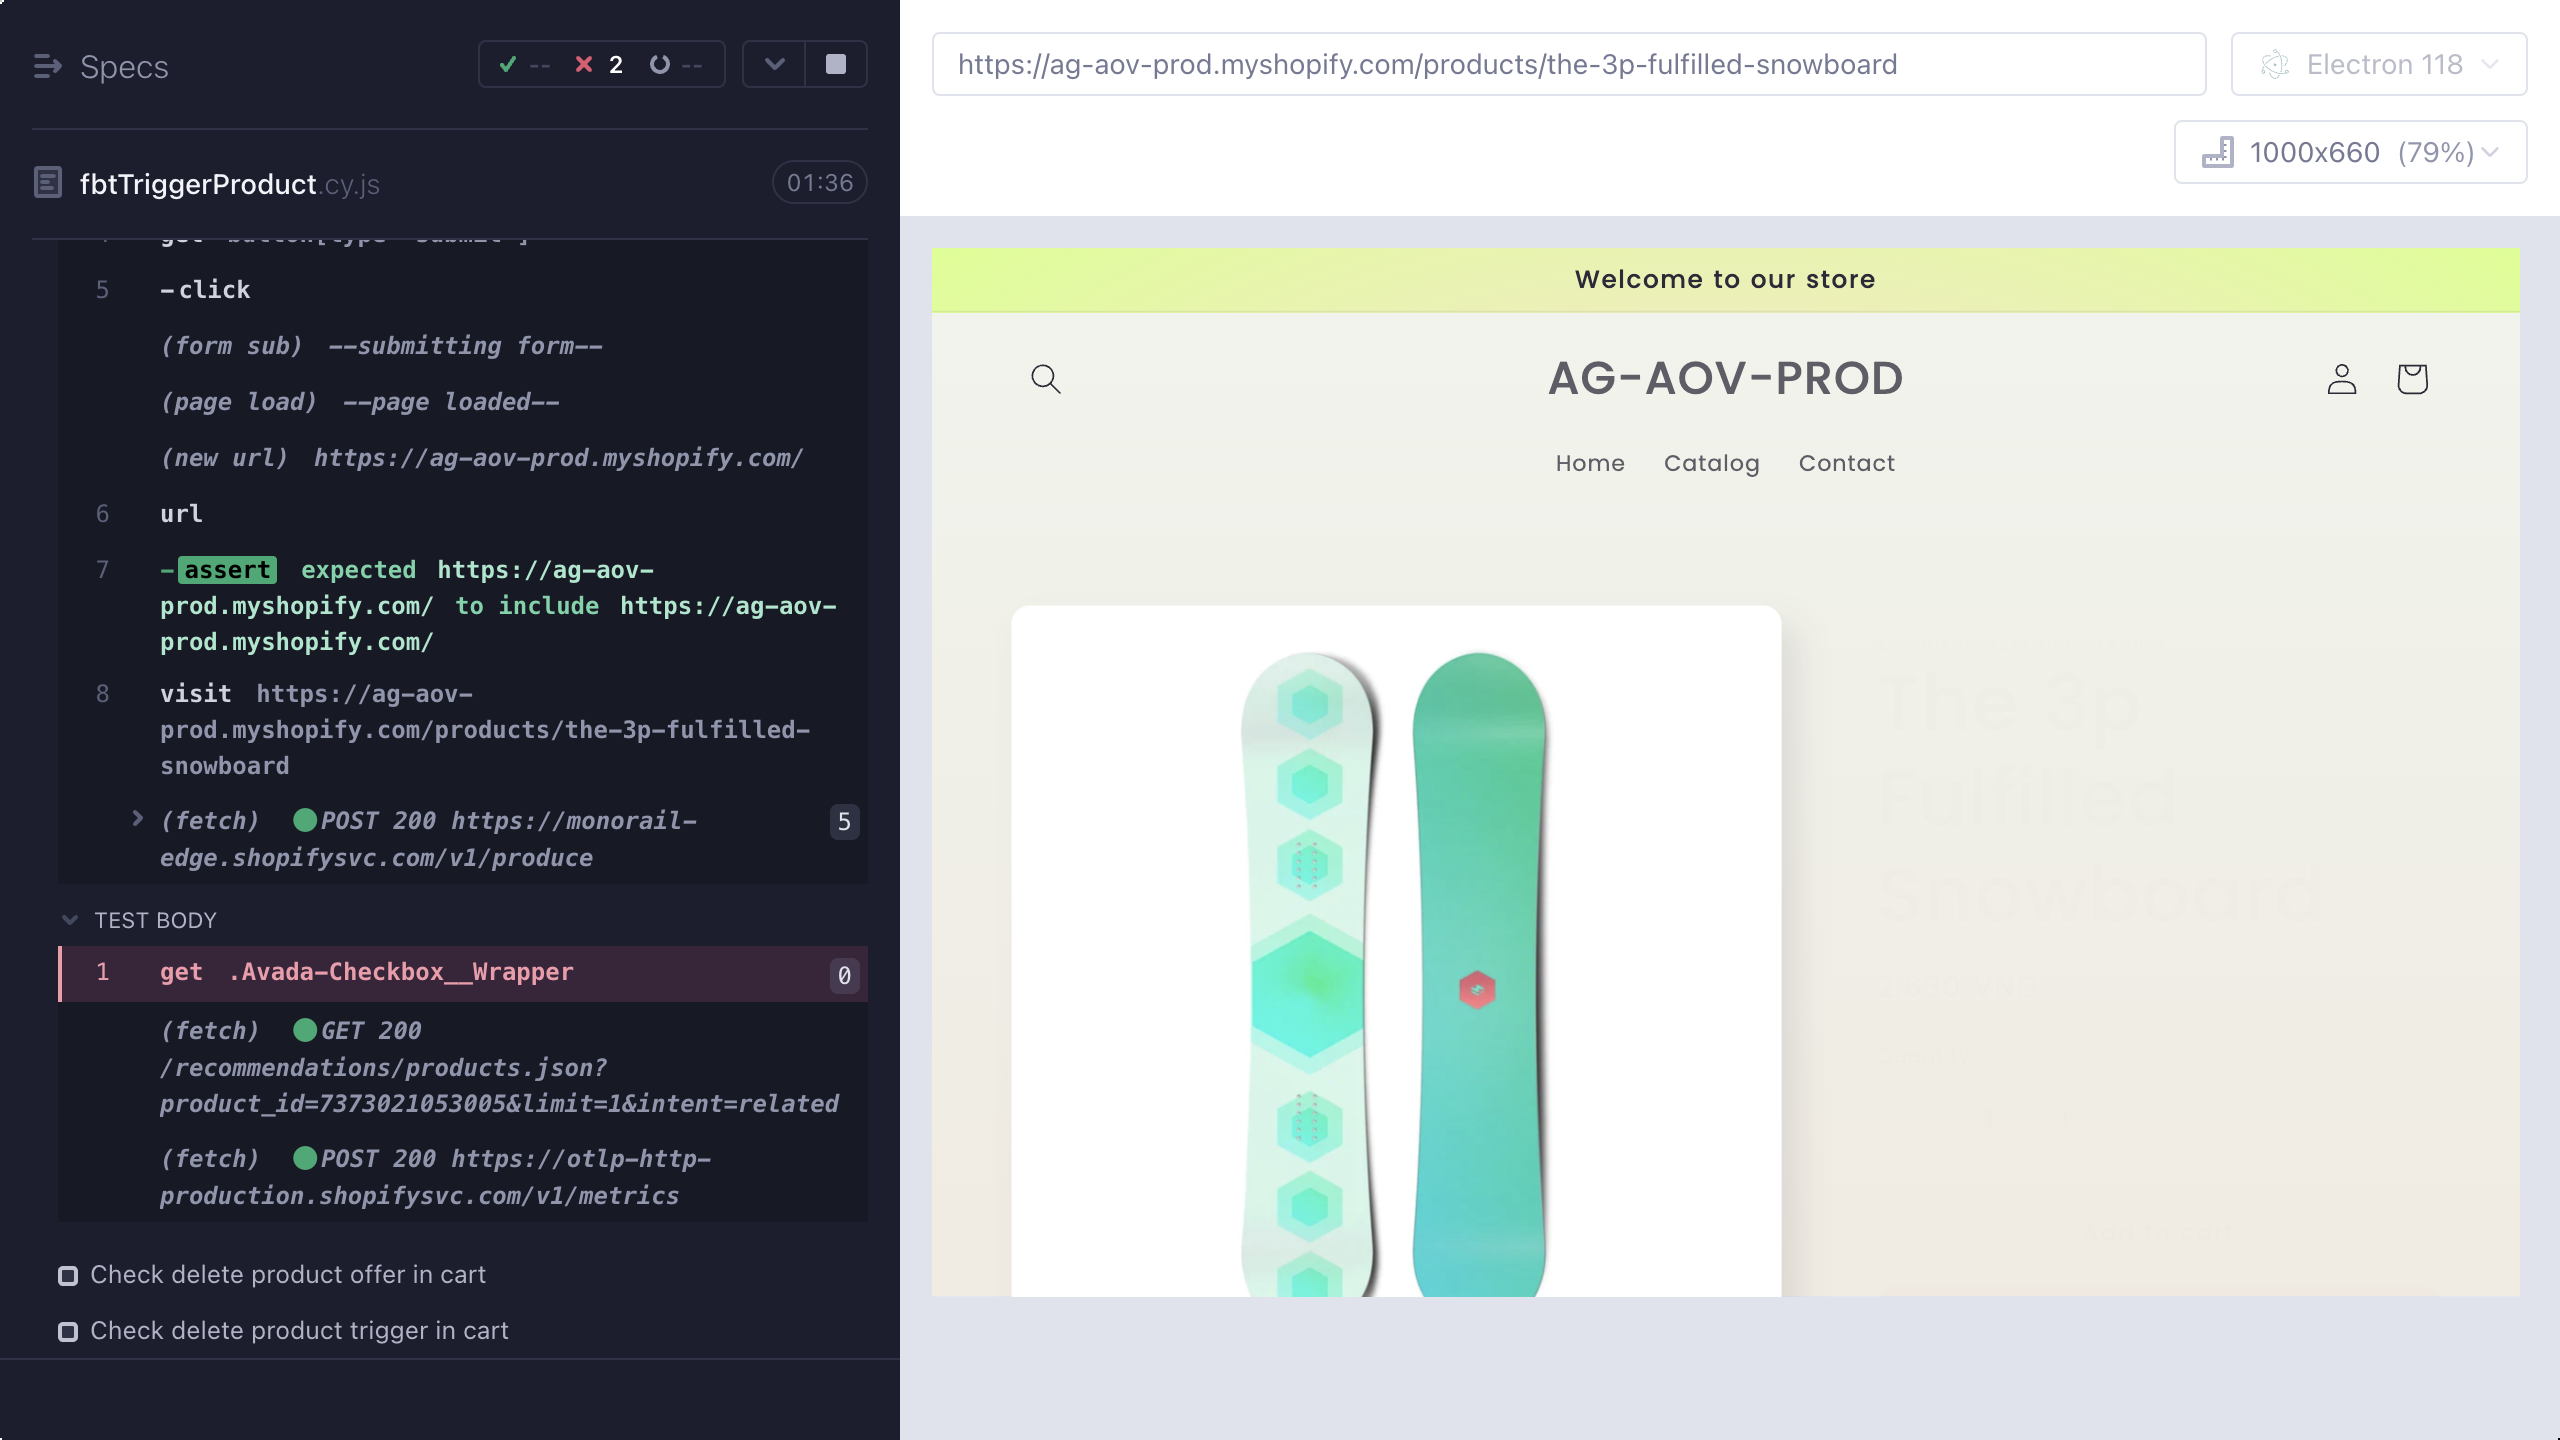 Specs
-- 2 --
fbtTriggerProduct.cy.js
01:36
5 -click
(form sub) --submitting form--
(page load) --page loaded--
(new url) https://ag-aov-prod.myshopify.com/
6 url
7 -assert expected https://ag-aov-
prod.myshopify.com/ to include https://ag-aov-
prod.myshopify.com/
8 visit https://ag-aov-
prod.myshopify.com/products/the-3p-fulfilled-
snowboard
(fetch) POST 200 https://monorail-
edge.shopifysvc.com/v1/produce
5
TEST BODY
1 get .Avada-Checkbox__Wrapper 0
(fetch) GET 200
/recommendations/products.json?
product_id=7373021053005&limit=1&intent=related
(fetch) POST 200 https://otlp-http-
production.shopifysvc.com/v1/metrics
Check delete product offer in cart
Check delete product trigger in cart
https://ag-aov-prod.myshopify.com/products/the-3p-fulfilled-snowboard
Electron 118
1000x660 (79%)
Welcome to our store
AG-AOV-PROD
Home Catalog Contact
The 3p
Fulfilled
Snowboard
Add to cart